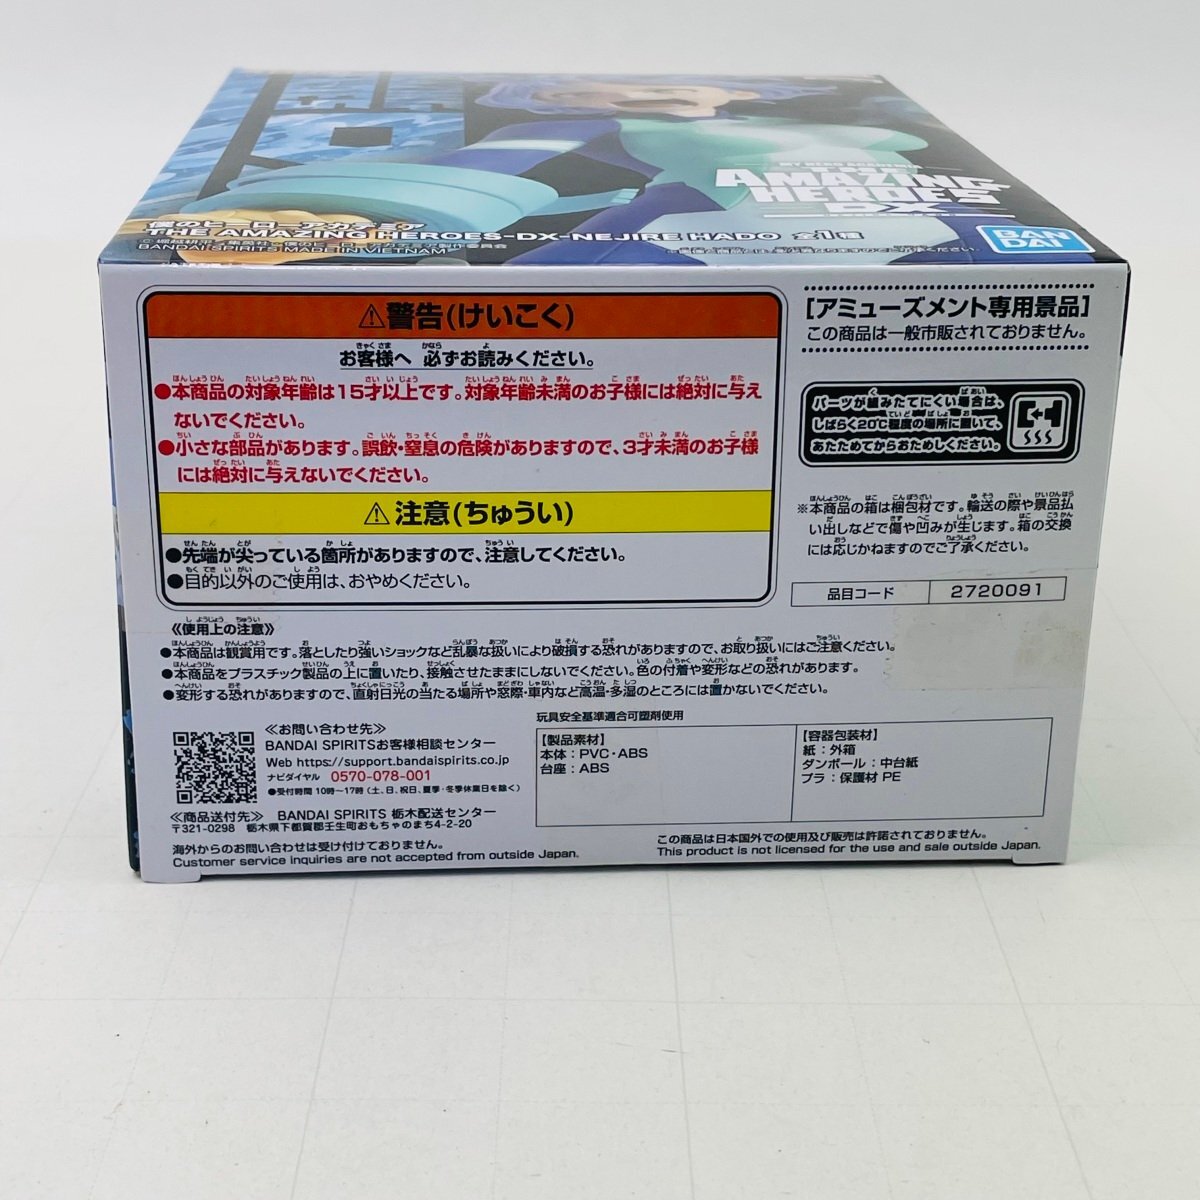 MY HERO ACADEMIA
AMAZING
HEROES
DX
僕のヒーローアカデミア
THE AMAZING HEROES-DX-NEJIRE HADO 全1種
© 堀越耕平/集英社・僕のヒーローアカデミア製作委員会
BANDAI SPIRITS MADE IN VIETNAM
BAN
DAI
⚠警告(けいこく)
お客様へ 必ずお読みください。
●本商品の対象年齢は15才以上です。対象年齢未満のお子様には絶対に与え
ないでください。
●小さな部品があります。誤飲・窒息の危険がありますので、3才未満のお子様
には絶対に与えないでください。
⚠注意(ちゅうい)
●先端が尖っている箇所がありますので、注意してください。
●目的以外のご使用は、おやめください。
[アミューズメント専用景品]
この商品は一般市販されておりません。
パーツが組みたてにくい場合は、
しばらく20℃程度の場所に置いて、
あたためてからおためしください。
※本商品の箱は梱包材です。輸送の際や景品払
い出しなどで傷や凹みが生じます。箱の交換
には応じかねますのでご了承ください。
品目コード 2720091
《使用上の注意》
●本商品は観賞用です。落としたり強いショックなど乱暴な扱いにより破損する恐れがありますので、お取り扱いにはご注意ください。
●本商品をプラスチック製品の上に置いたり、接触させたままにしないでください。色の付着や変形などの恐れがあります。
●変形する恐れがありますので、直射日光の当たる場所や窓際・車内など高温・多湿のところには置かないでください。
≪お問い合わせ先≫
BANDAI SPIRITSお客様相談センター
Web https://support.bandaispirits.co.jp
ナビダイヤル 0570-078-001
●受付時間 10時〜17時（土、日、祝日、夏季・冬季休業日を除く）
≪商品送付先≫ BANDAI SPIRITS 栃木配送センター
〒321-0298 栃木県下都賀郡壬生町おもちゃのまち4-2-20
海外からのお問い合わせは受け付けておりません。
Customer service inquiries are not accepted from outside Japan.
玩具安全基準適合可塑剤使用
【製品素材】
本体：PVC・ABS
台座：ABS
【容器包装材】
紙：外箱
ダンボール：中台紙
プラ：保護材 PE
この商品は日本国外での使用及び販売は許諾されておりません。
This product is not licensed for the use and sale outside Japan.